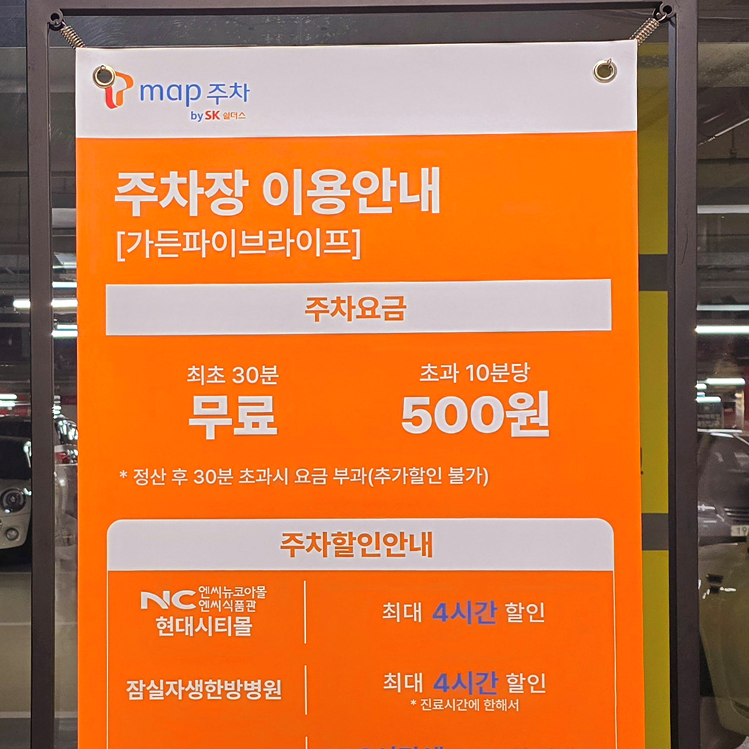 T map 주차
by SK 쉴더스
주차장 이용안내
[가든파이브라이프]
주차요금
최초 30분
무료
초과 10분당
500원
* 정산 후 30분 초과시 요금 부과(추가할인 불가)
주차할인안내
NC 엔씨뉴코아몰
엔씨식품관
현대시티몰
최대 4시간 할인
잠실자생한방병원
최대 4시간 할인
* 진료시간에 한해서